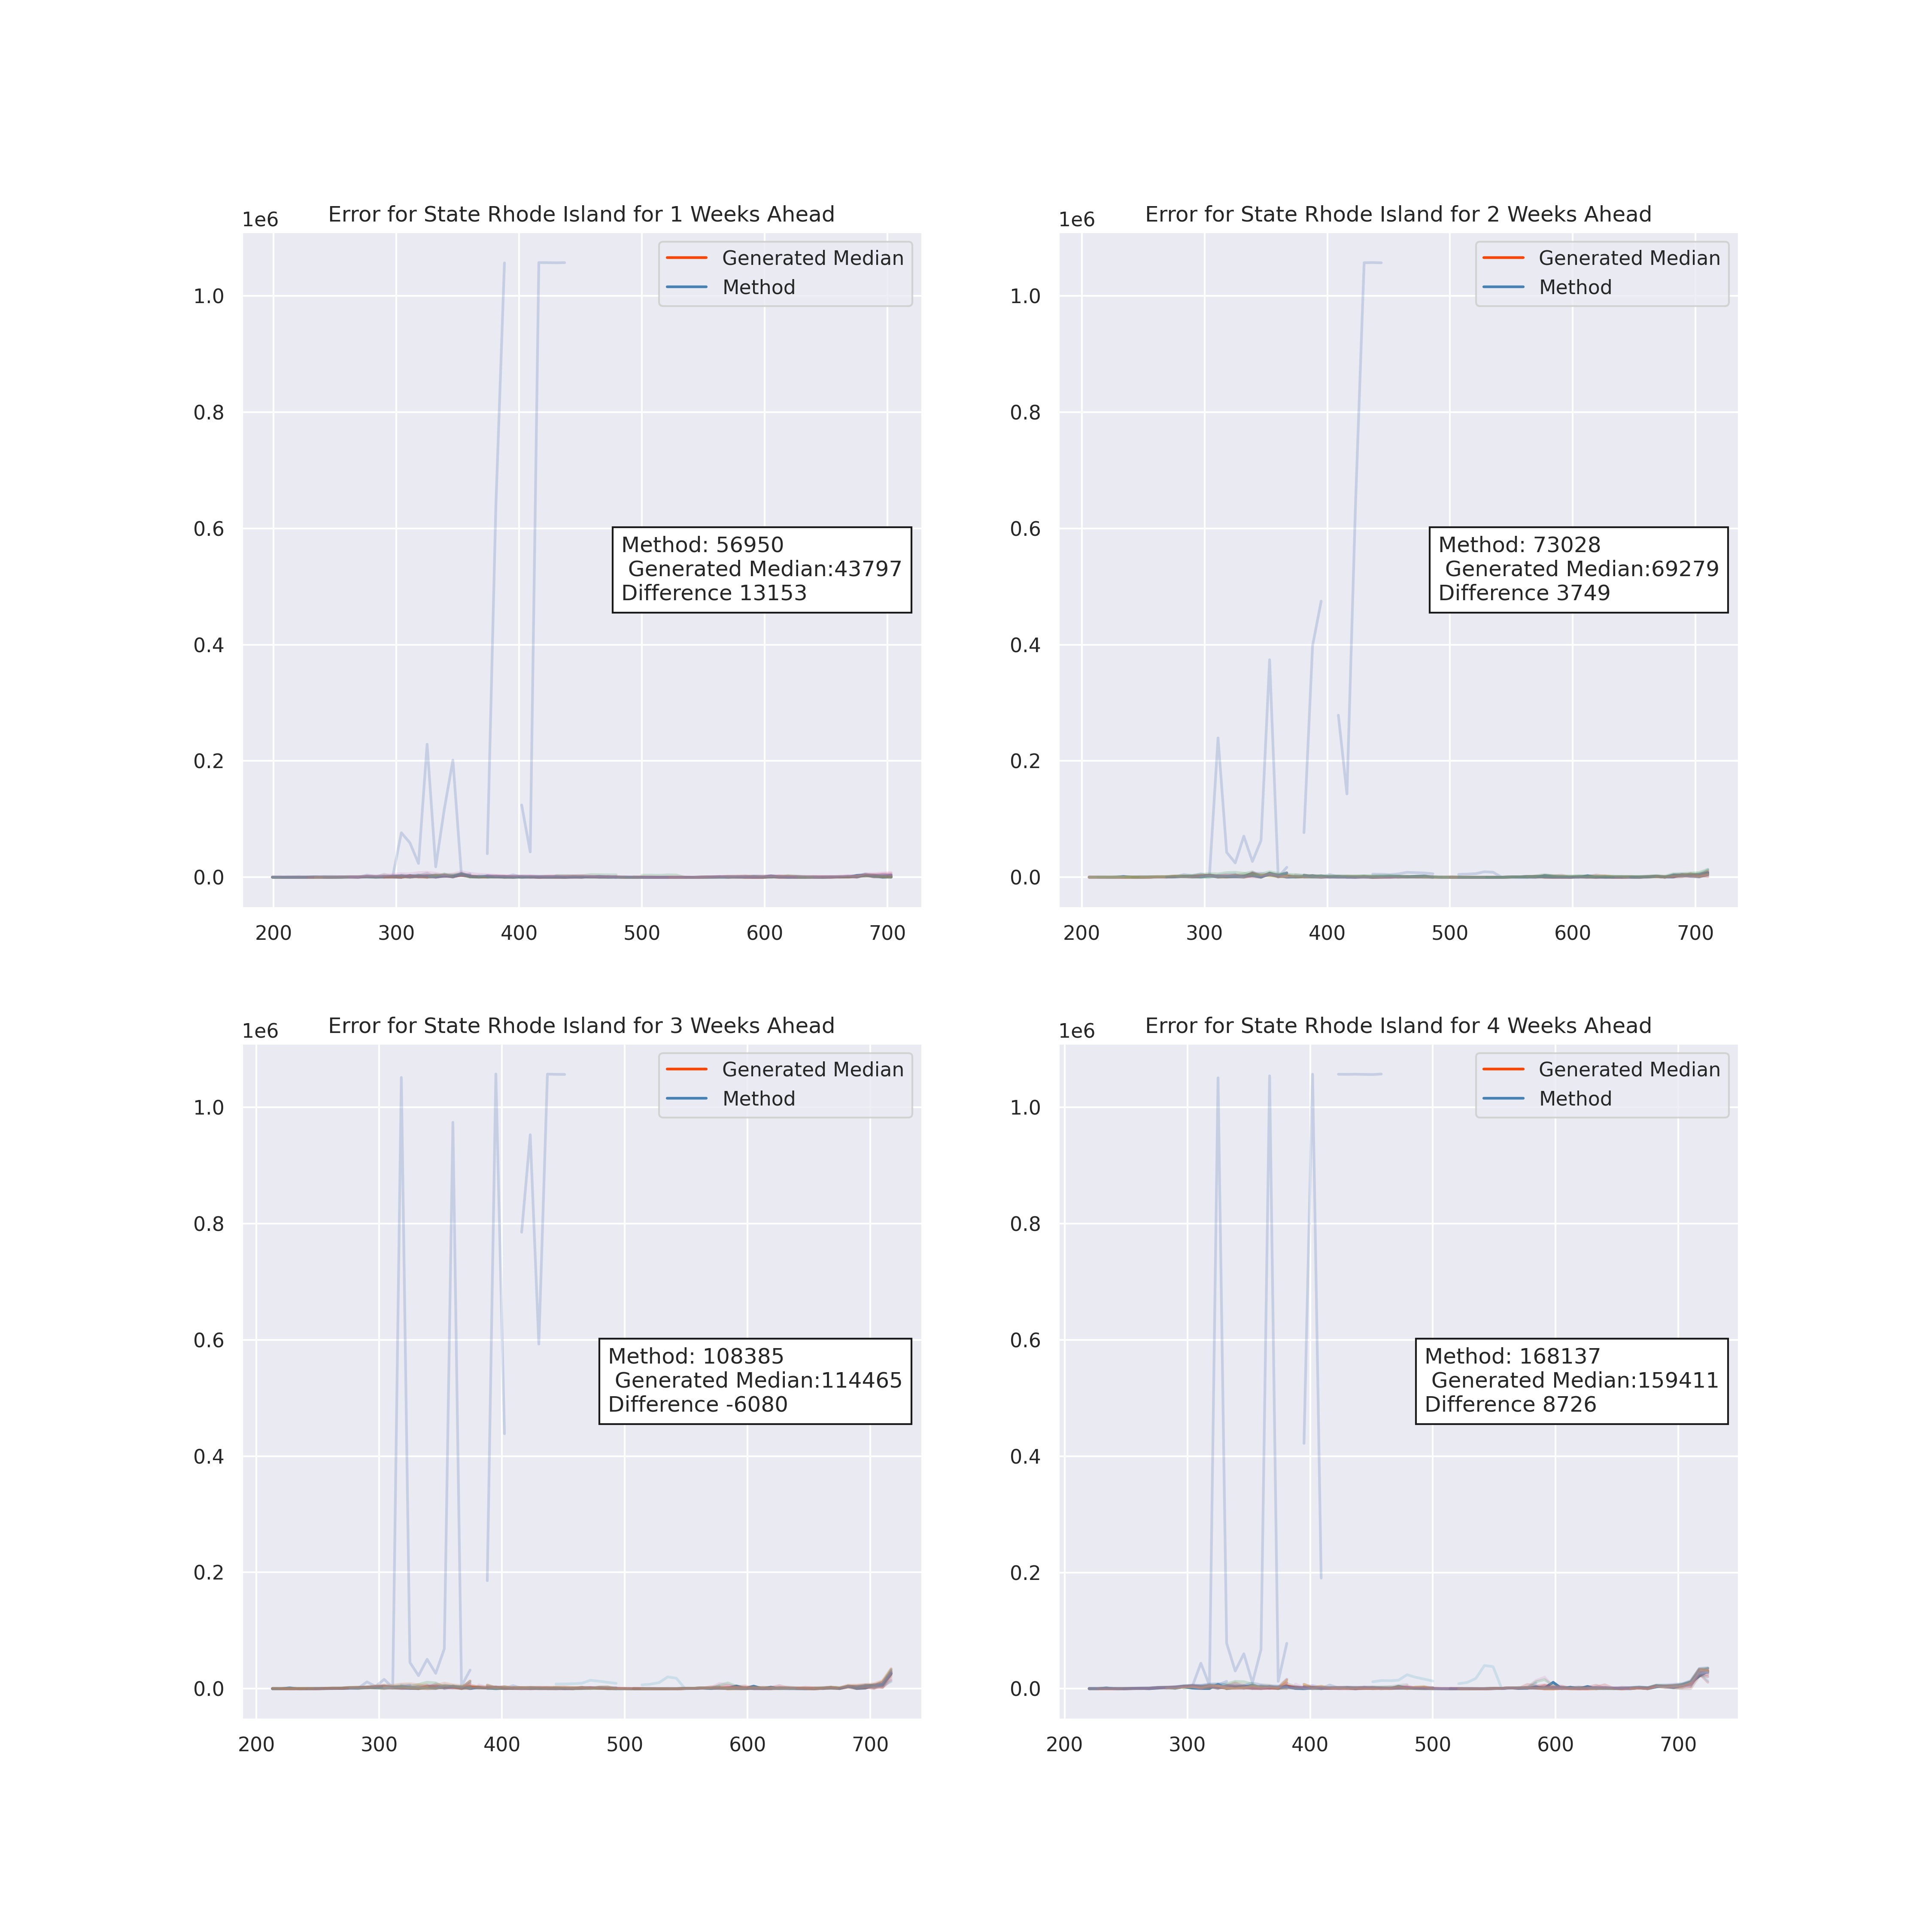 Error for State Rhode Island for 1 Weeks Ahead
1e6
Generated Median
Method
1.0
0.8
0.6
0.4
0.2
0.0
Method: 56950
Generated Median:43797
Difference 13153
200 300 400 500 600 700
Error for State Rhode Island for 2 Weeks Ahead
1e6
Generated Median
Method
1.0
0.8
0.6
0.4
0.2
0.0
Method: 73028
Generated Median:69279
Difference 3749
200 300 400 500 600 700
Error for State Rhode Island for 3 Weeks Ahead
1e6
Generated Median
Method
1.0
0.8
0.6
0.4
0.2
0.0
Method: 108385
Generated Median:114465
Difference -6080
200 300 400 500 600 700
Error for State Rhode Island for 4 Weeks Ahead
1e6
Generated Median
Method
1.0
0.8
0.6
0.4
0.2
0.0
Method: 168137
Generated Median:159411
Difference 8726
200 300 400 500 600 700